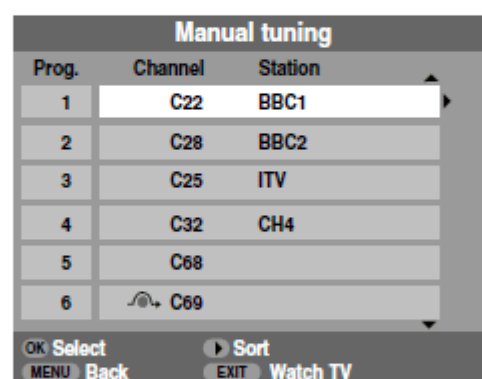 Manual tuning
Prog. Channel Station
1 C22 BBC1
2 C28 BBC2
3 C25 ITV
4 C32 CH4
5 C68
6 C69
OK Select Sort
MENU Back EXIT Watch TV